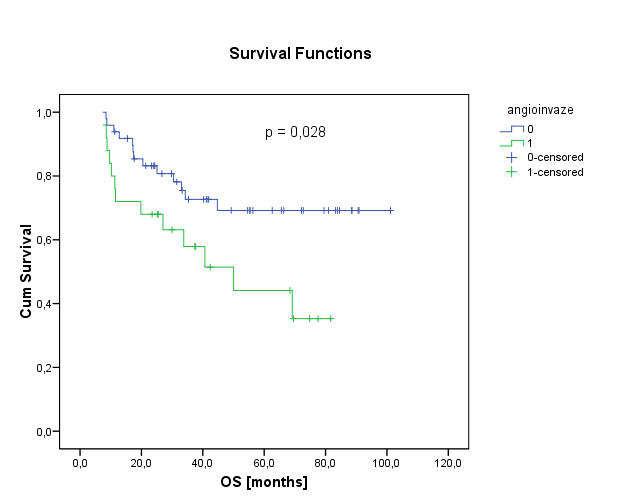 Survival Functions
p = 0,028
angioinvaze
0
1
0-censored
1-censored
Cum Survival
1,0
0,8
0,6
0,4
0,2
0,0
0,0 20,0 40,0 60,0 80,0 100,0 120,0
OS [months]